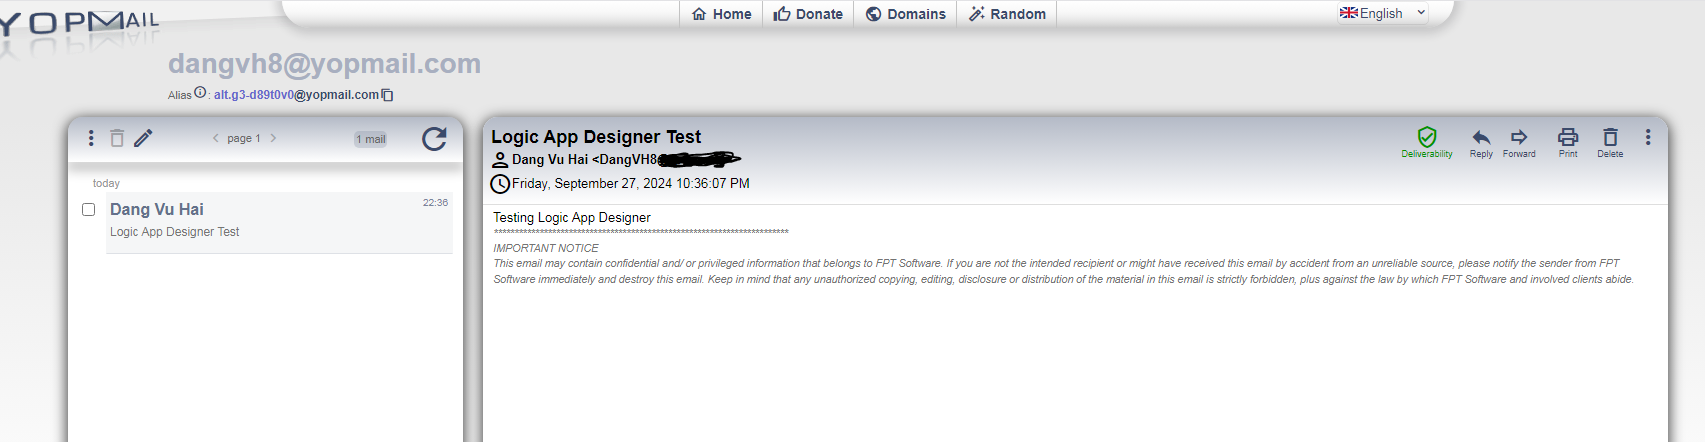 YOPMAIL
Home
Donate
Domains
Random
English
dangvh8@yopmail.com
Alias : alt.g3-d89t0v0@yopmail.com
page 1
1 mail
today
Dang Vu Hai
22:36
Logic App Designer Test
Logic App Designer Test
Dang Vu Hai <DangVH8
Friday, September 27, 2024 10:36:07 PM
Deliverability
Reply
Forward
Print
Delete
Testing Logic App Designer
IMPORTANT NOTICE
This email may contain confidential and/ or privileged information that belongs to FPT Software. If you are not the intended recipient or might have received this email by accident from an unreliable source, please notify the sender from FPT
Software immediately and destroy this email. Keep in mind that any unauthorized copying, editing, disclosure or distribution of the material in this email is strictly forbidden, plus against the law by which FPT Software and involved clients abide.